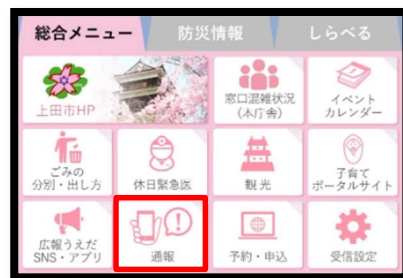 総合メニュー
防災情報
しらべる
上田市HP
窓口混雑状況
(本庁舎)
イベント
カレンダー
ごみの
分別・出し方
休日緊急医
観光
子育て
ポータルサイト
広報うえだ
SNS・アプリ
通報
予約・申込
受信設定